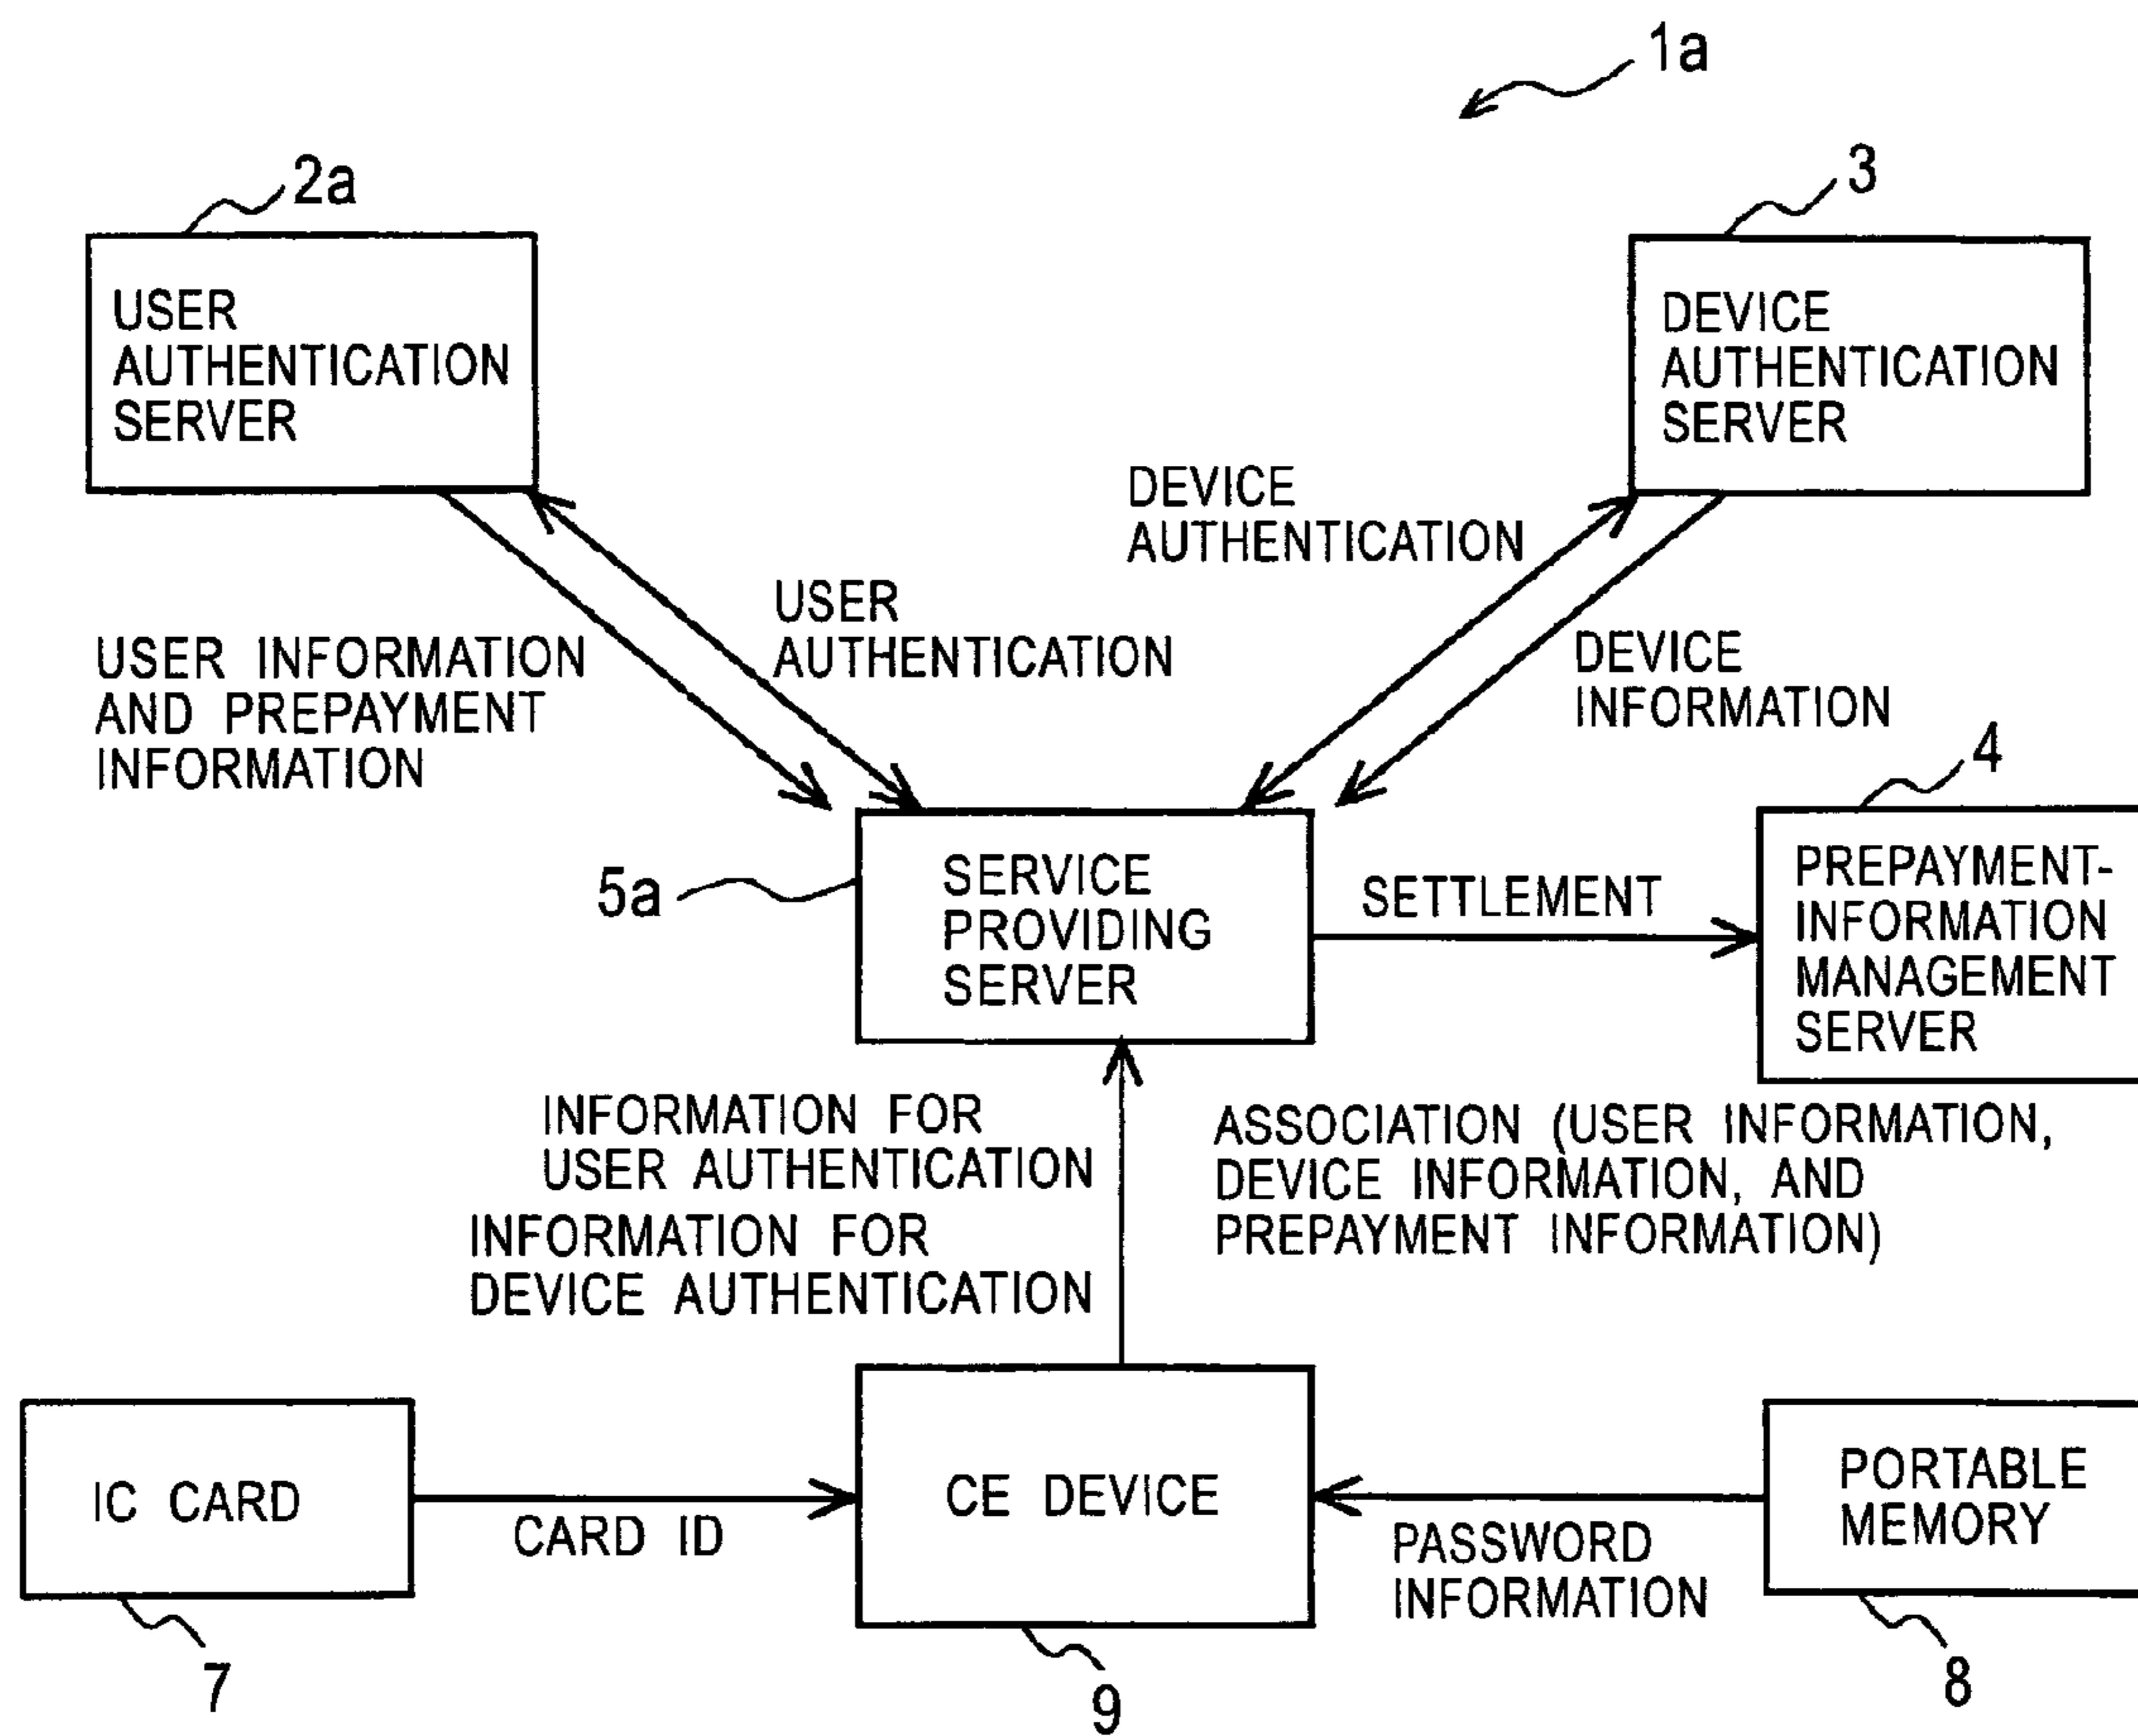 1a
2a
3
USER
AUTHENTICATION
SERVER
DEVICE
AUTHENTICATION
SERVER
DEVICE
AUTHENTICATION
USER
AUTHENTICATION
USER INFORMATION
AND PREPAYMENT
INFORMATION
DEVICE
INFORMATION
4
5a
SERVICE
PROVIDING
SERVER
SETTLEMENT
PREPAYMENT-
INFORMATION
MANAGEMENT
SERVER
INFORMATION FOR
USER AUTHENTICATION
INFORMATION FOR
DEVICE AUTHENTICATION
ASSOCIATION (USER INFORMATION,
DEVICE INFORMATION, AND
PREPAYMENT INFORMATION)
IC CARD
CARD ID
CE DEVICE
PASSWORD
INFORMATION
PORTABLE
MEMORY
7
9
8